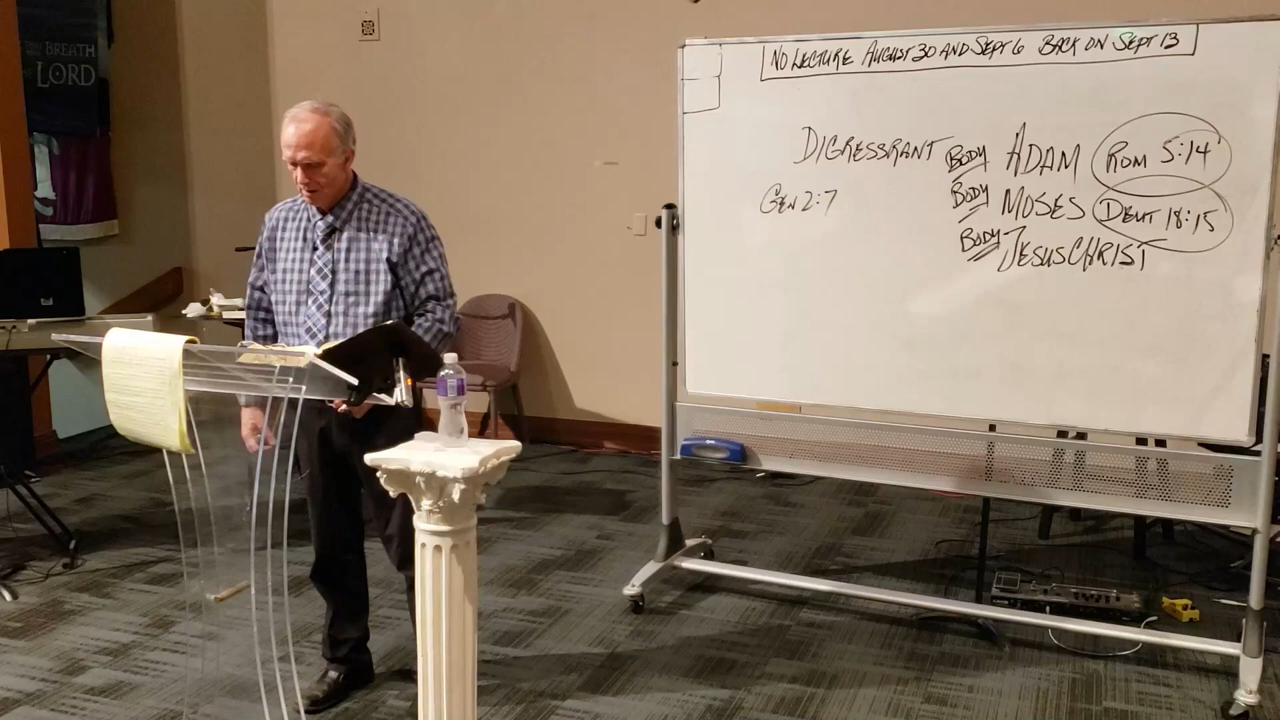 BREATH
LORD
NO LECTURE AUGUST 30 AND SEPT 6 BACK ON SEPT 13
DIGRESSRANT BODY ADAM ROM 5:14
GEN 2:7 BODY MOSES DEUT 18:15
BODY JESUS CHRIST